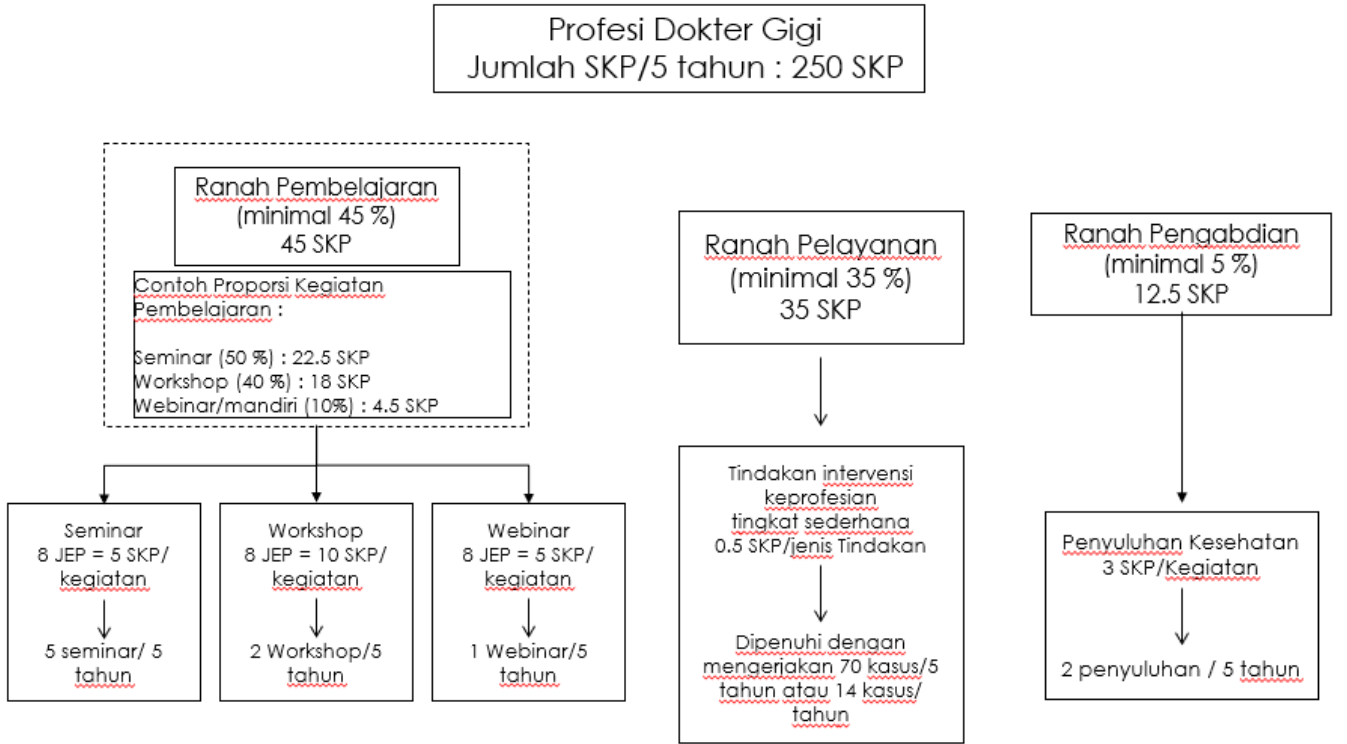 Profesi Dokter Gigi
Jumlah SKP/5 tahun : 250 SKP
Ranah Pembelajaran
(minimal 45 %)
45 SKP
Contoh Proporsi Kegiatan
Pembelajaran :
Seminar (50 %) : 22.5 SKP
Workshop (40 %) : 18 SKP
Webinar/mandiri (10%) : 4.5 SKP
Seminar
8 JEP = 5 SKP/
kegiatan
5 seminar/ 5
tahun
Workshop
8 JEP = 10 SKP/
kegiatan
2 Workshop/5
tahun
Webinar
8 JEP = 5 SKP/
kegiatan
1 Webinar/5
tahun
Ranah Pelayanan
(minimal 35 %)
35 SKP
Tindakan intervensi
keprofesian
tingkat sederhana
0.5 SKP/jenis Tindakan
Dipenuhi dengan
mengerjakan 70 kasus/5
tahun atau 14 kasus/
tahun
Ranah Pengabdian
(minimal 5 %)
12.5 SKP
Penyuluhan Kesehatan
3 SKP/Kegiatan
2 penyuluhan / 5 tahun